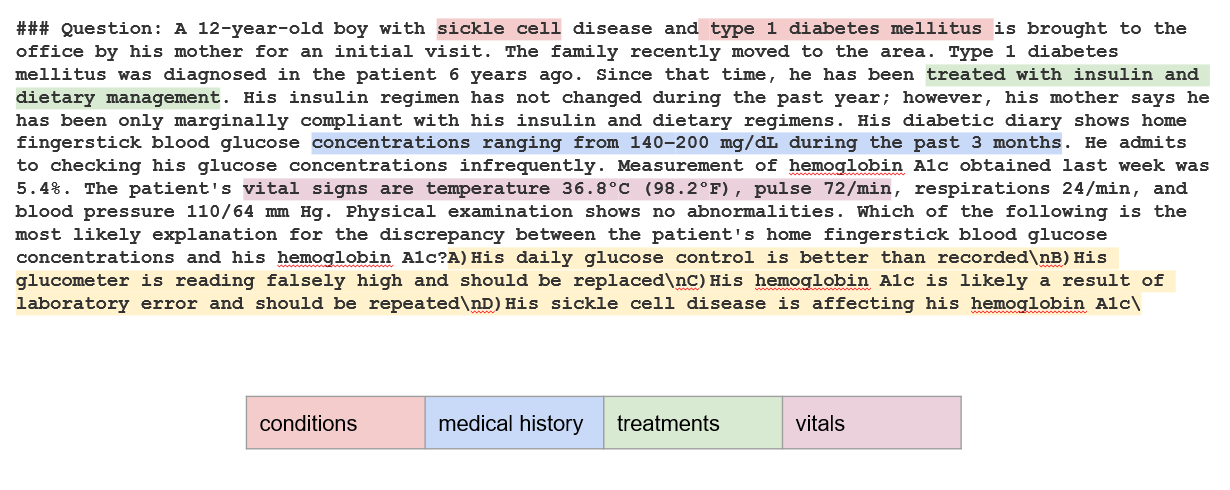 ### Question: A 12-year-old boy with sickle cell disease and type 1 diabetes mellitus is brought to the
office by his mother for an initial visit. The family recently moved to the area. Type 1 diabetes
mellitus was diagnosed in the patient 6 years ago. Since that time, he has been treated with insulin and
dietary management. His insulin regimen has not changed during the past year; however, his mother says he
has been only marginally compliant with his insulin and dietary regimens. His diabetic diary shows home
fingerstick blood glucose concentrations ranging from 140-200 mg/dL during the past 3 months. He admits
to checking his glucose concentrations infrequently. Measurement of hemoglobin A1c obtained last week was
5.4%. The patient's vital signs are temperature 36.8°C (98.2°F), pulse 72/min, respirations 24/min, and
blood pressure 110/64 mm Hg. Physical examination shows no abnormalities. Which of the following is the
most likely explanation for the discrepancy between the patient's home fingerstick blood glucose
concentrations and his hemoglobin A1c?A)His daily glucose control is better than recorded\nB)His
glucometer is reading falsely high and should be replaced\nC)His hemoglobin A1c is likely a result of
laboratory error and should be repeated\nD)His sickle cell disease is affecting his hemoglobin A1c\
conditions medical history treatments vitals